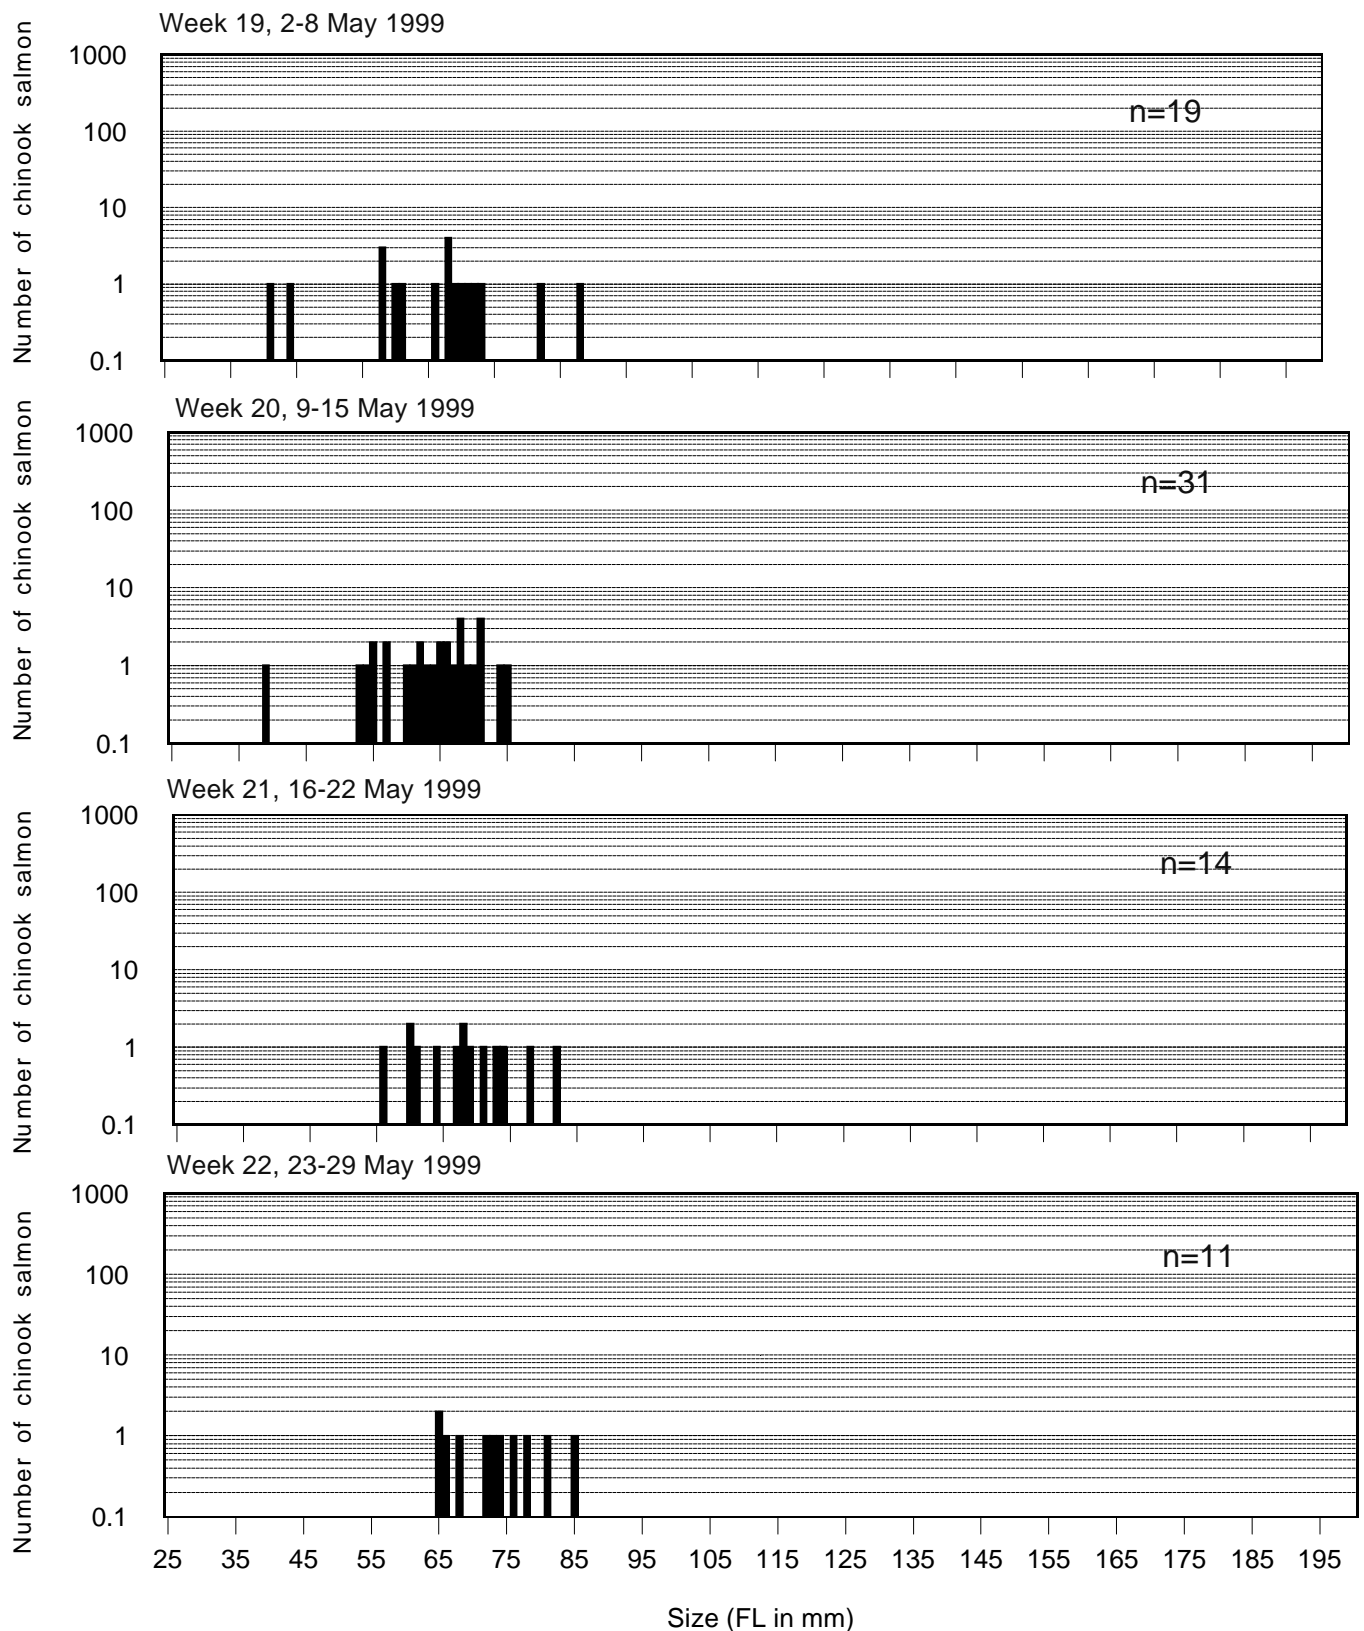 Week 19, 2-8 May 1999
Number of chinook salmon
1000
100
10
1
0.1
n=19
Week 20, 9-15 May 1999
Number of chinook salmon
1000
100
10
1
0.1
n=31
Week 21, 16-22 May 1999
Number of chinook salmon
1000
100
10
1
0.1
n=14
Week 22, 23-29 May 1999
Number of chinook salmon
1000
100
10
1
0.1
n=11
25 35 45 55 65 75 85 95 105 115 125 135 145 155 165 175 185 195
Size (FL in mm)